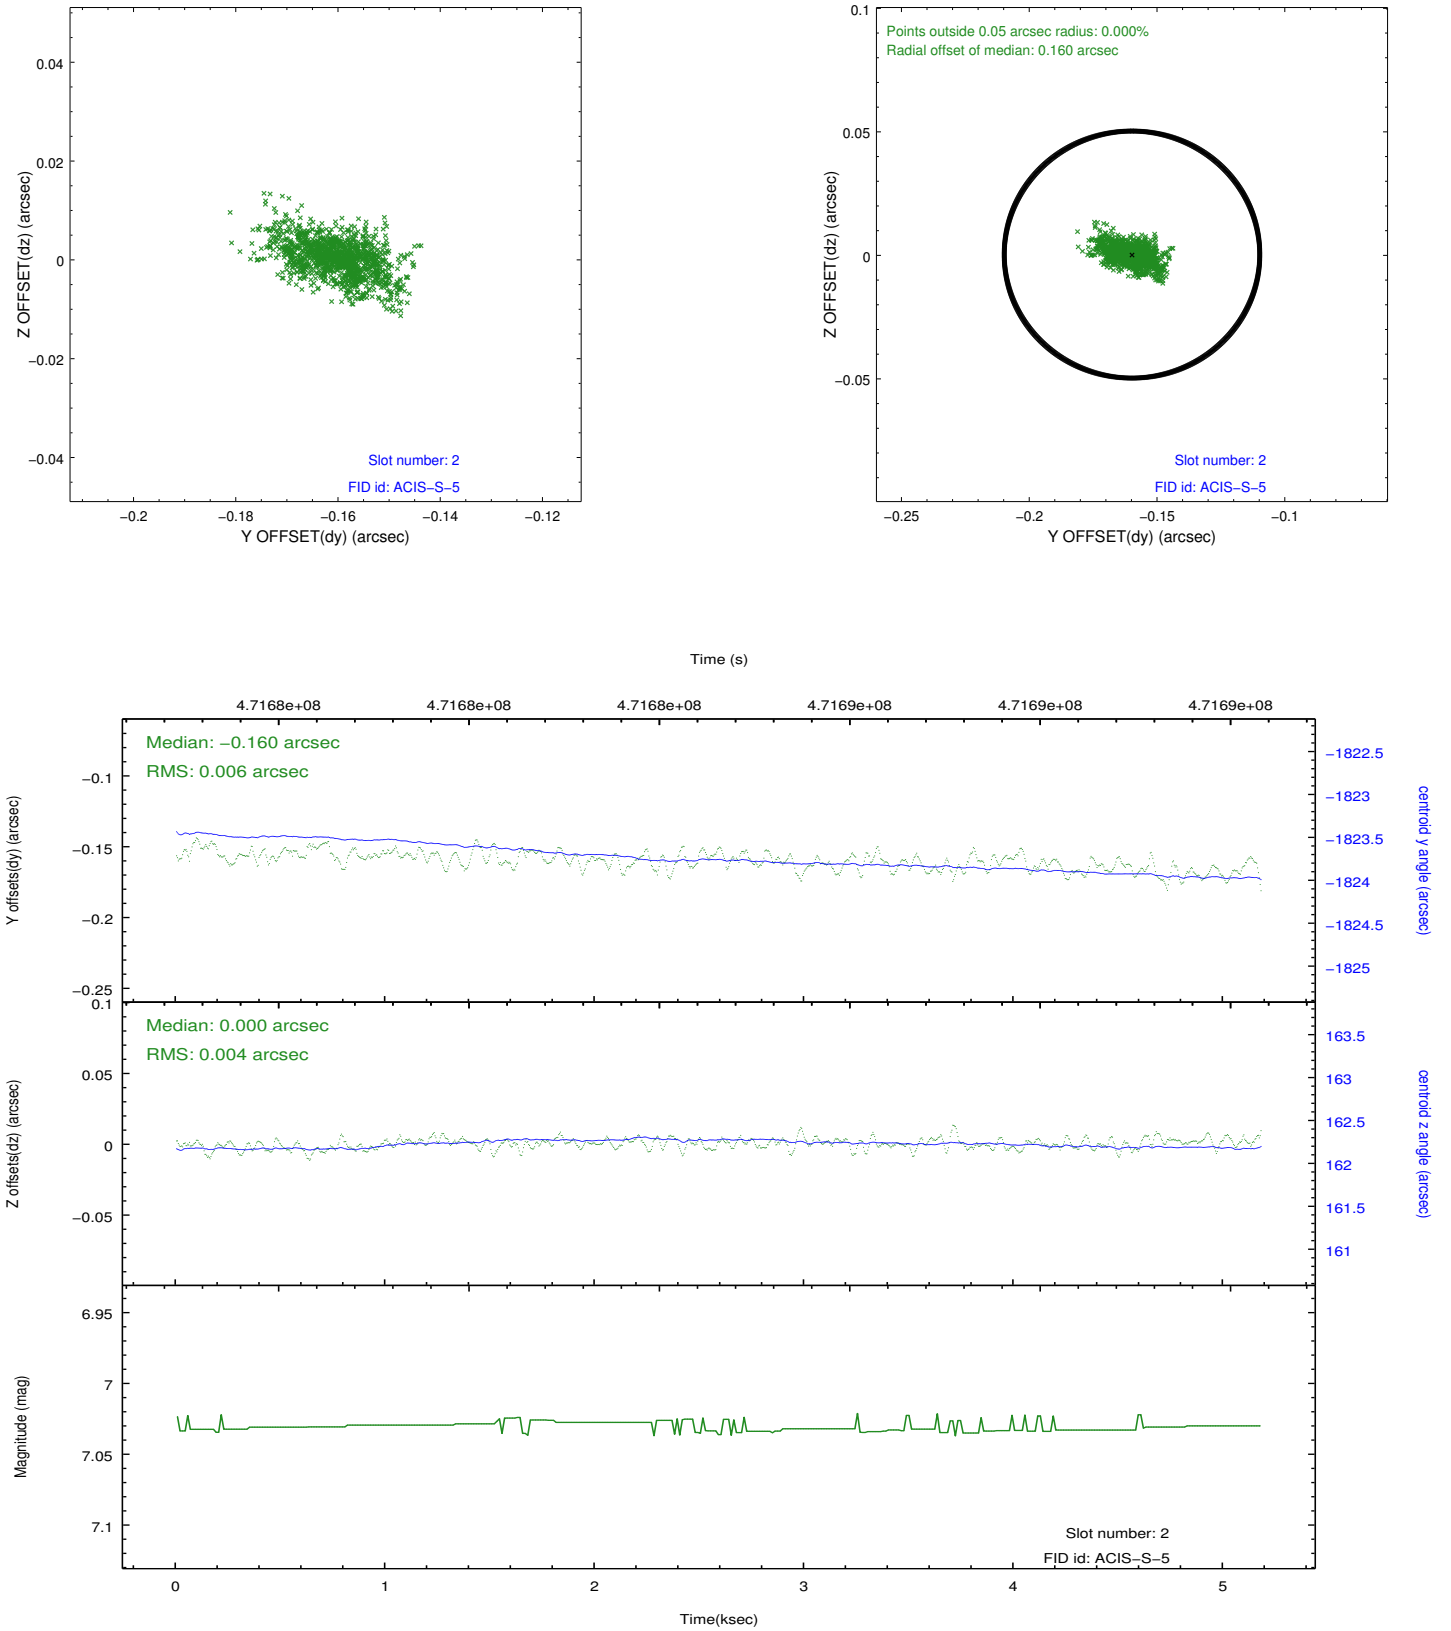 0.04
0.02
0
−0.02
−0.04
Z OFFSET(dz) (arcsec)
Slot number: 2
FID id: ACIS−S−5
−0.2
−0.18
−0.16
−0.14
−0.12
Y OFFSET(dy) (arcsec)
Points outside 0.05 arcsec radius: 0.000%
Radial offset of median: 0.160 arcsec
0.1
0.05
0
−0.05
Z OFFSET(dz) (arcsec)
Slot number: 2
FID id: ACIS−S−5
−0.25
−0.2
−0.15
−0.1
Y OFFSET(dy) (arcsec)
Time (s)
4.7168e+08
4.7168e+08
4.7168e+08
4.7169e+08
4.7169e+08
4.7169e+08
Median: −0.160 arcsec
RMS: 0.006 arcsec
−0.1
−0.15
−0.2
−0.25
Y offsets(dy) (arcsec)
−1822.5
−1823
−1823.5
−1824
−1824.5
−1825
centroid y angle (arcsec)
Median: 0.000 arcsec
RMS: 0.004 arcsec
0.1
0.05
0
−0.05
Z offsets(dz) (arcsec)
163.5
163
162.5
162
161.5
161
centroid z angle (arcsec)
6.95
7
7.05
7.1
Magnitude (mag)
Slot number: 2
FID id: ACIS−S−5
0
1
2
3
4
5
Time(ksec)